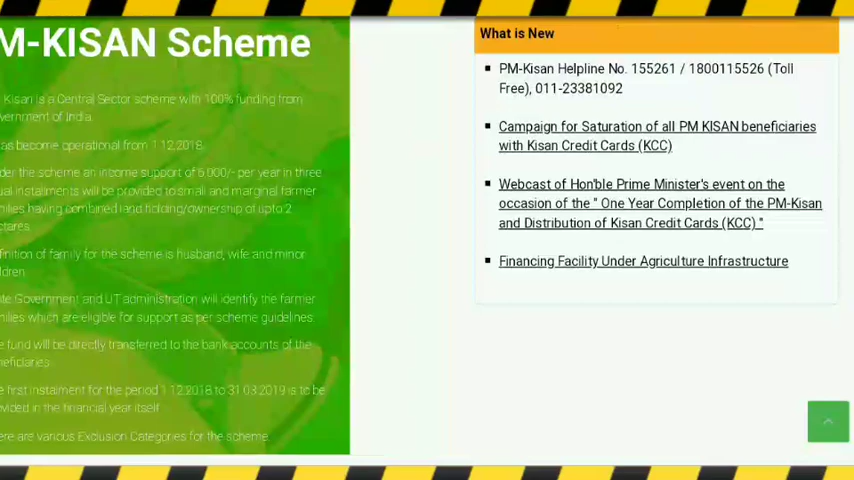 M-KISAN Scheme
Kisan is a Central Sector scheme with 100% funding from
vernment of India.
as become operational from 1.12.2018.
der the scheme an income support of 6,000/- per year in three
ual installments will be provided to small and marginal farmer
milies having combined land holding/ownership of upto 2
ctares.
finition of family for the scheme is husband, wife and minor
ldren.
te Government and UT administration will identify the farmer
milies which are eligible for support as per scheme guidelines.
e fund will be directly transferred to the bank accounts of the
neficiaries.
e first instalment for the period 1.12.2018 to 31.03.2019 is to be
ovided in the financial year itself.
ere are various Exclusion Categories for the scheme.
What is New
PM-Kisan Helpline No. 155261 / 1800115526 (Toll
Free), 011-23381092
Campaign for Saturation of all PM KISAN beneficiaries
with Kisan Credit Cards (KCC)
Webcast of Hon'ble Prime Minister's event on the
occasion of the " One Year Completion of the PM-Kisan
and Distribution of Kisan Credit Cards (KCC) "
Financing Facility Under Agriculture Infrastructure